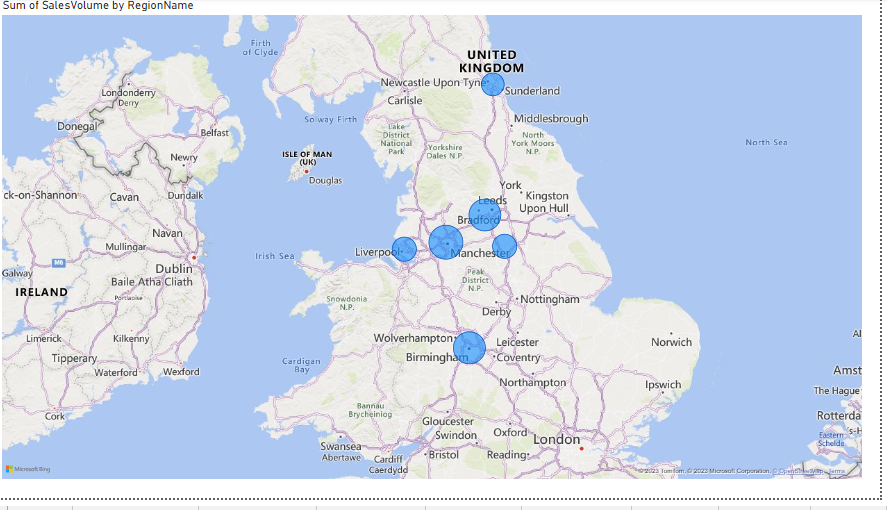 Sum of SalesVolume by RegionName
Firth
of Clyde
UNITED
KINGDOM
Newcastle Upon Tyne
Sunderland
Londonderry
Derry
Carlisle
Donegal
Belfast
Solway Firth
Middlesbrough
Lake
District
National
Park
North
York Moors
N.P.
North Sea
Yorkshire
Dales N.P.
ISLE OF MAN
(UK)
Newry
Douglas
York
Kingston
Upon Hull
ck-on-Shannon
Cavan
Dundalk
Leeds
Bradford
Navan
Mullingar
Irish Sea
Liverpool
Manchester
M6
Galway
Dublin
Baile Átha Cliath
Peak
District
N.P.
IRELAND
Portlaoise
Snowdonia
N.P.
Nottingham
Derby
Limerick
Kilkenny
Wolverhampton
Leicester
Norwich
Al
Tipperary
Birmingham
Coventry
Waterford
Wexford
Cardigan
Bay
Amst
Northampton
Ipswich
The Hague
Cork
Bannau
Brycheiniog
Rotterda
Gloucester
Swindon
Oxford
London
Eastern
Schelde
's-H
Swansea
Abertawe
Cardiff
Caerdydd
Bristol
Reading
Microsoft Bing
© 2023 TomTom, © 2023 Microsoft Corporation, © OpenStreetMap Terms